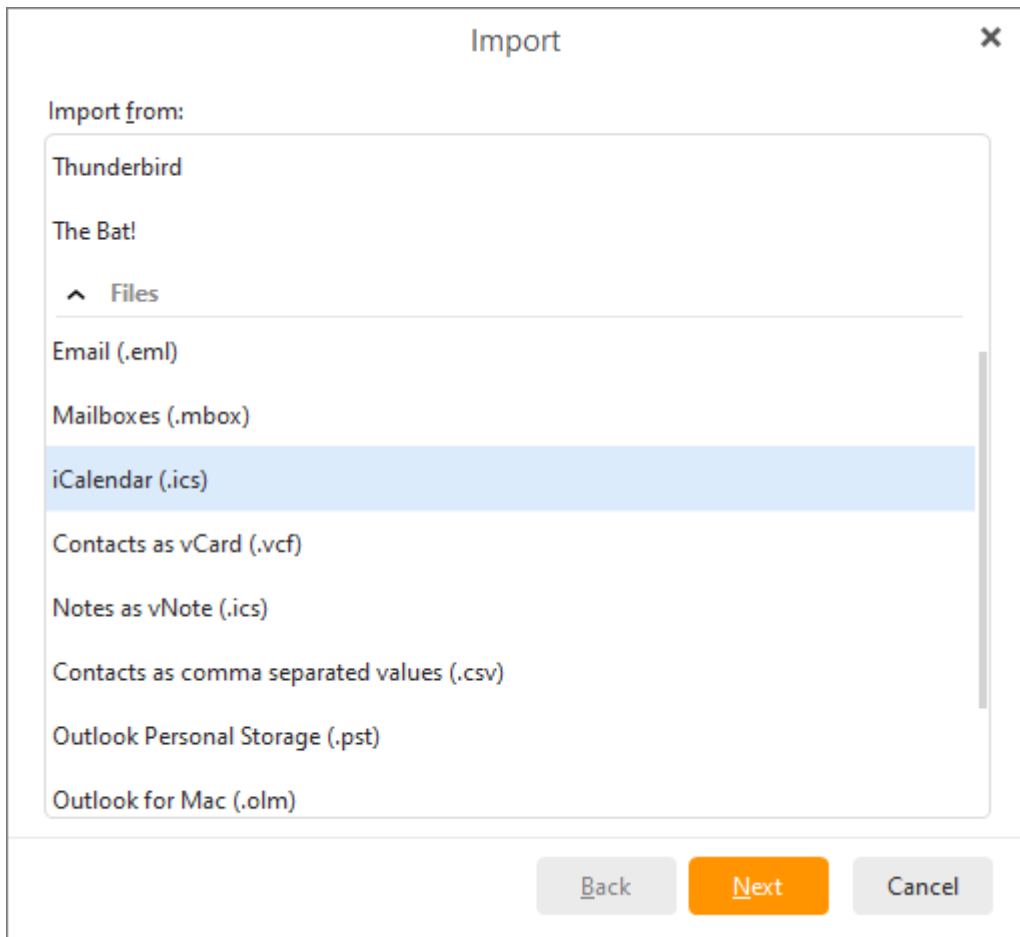 Import
Import from:
Thunderbird
The Bat!
Files
Email (.eml)
Mailboxes (.mbox)
iCalendar (.ics)
Contacts as vCard (.vcf)
Notes as vNote (.ics)
Contacts as comma separated values (.csv)
Outlook Personal Storage (.pst)
Outlook for Mac (.olm)
Back Next Cancel